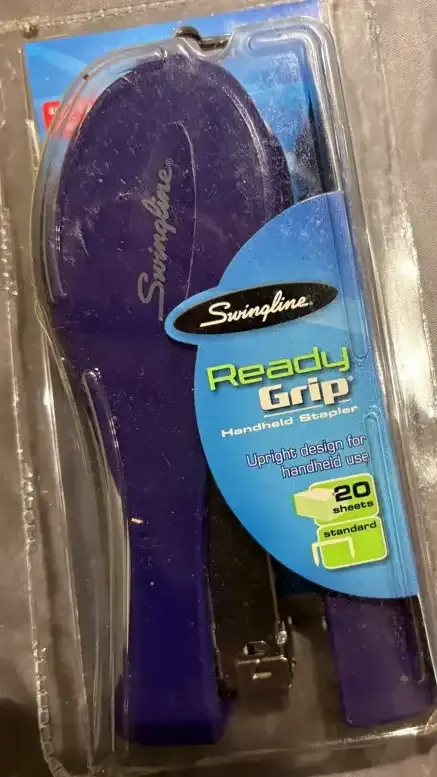 Swingline®
Swingline®
Ready
Grip®
Handheld Stapler
Upright design for
handheld use
20
sheets
standard